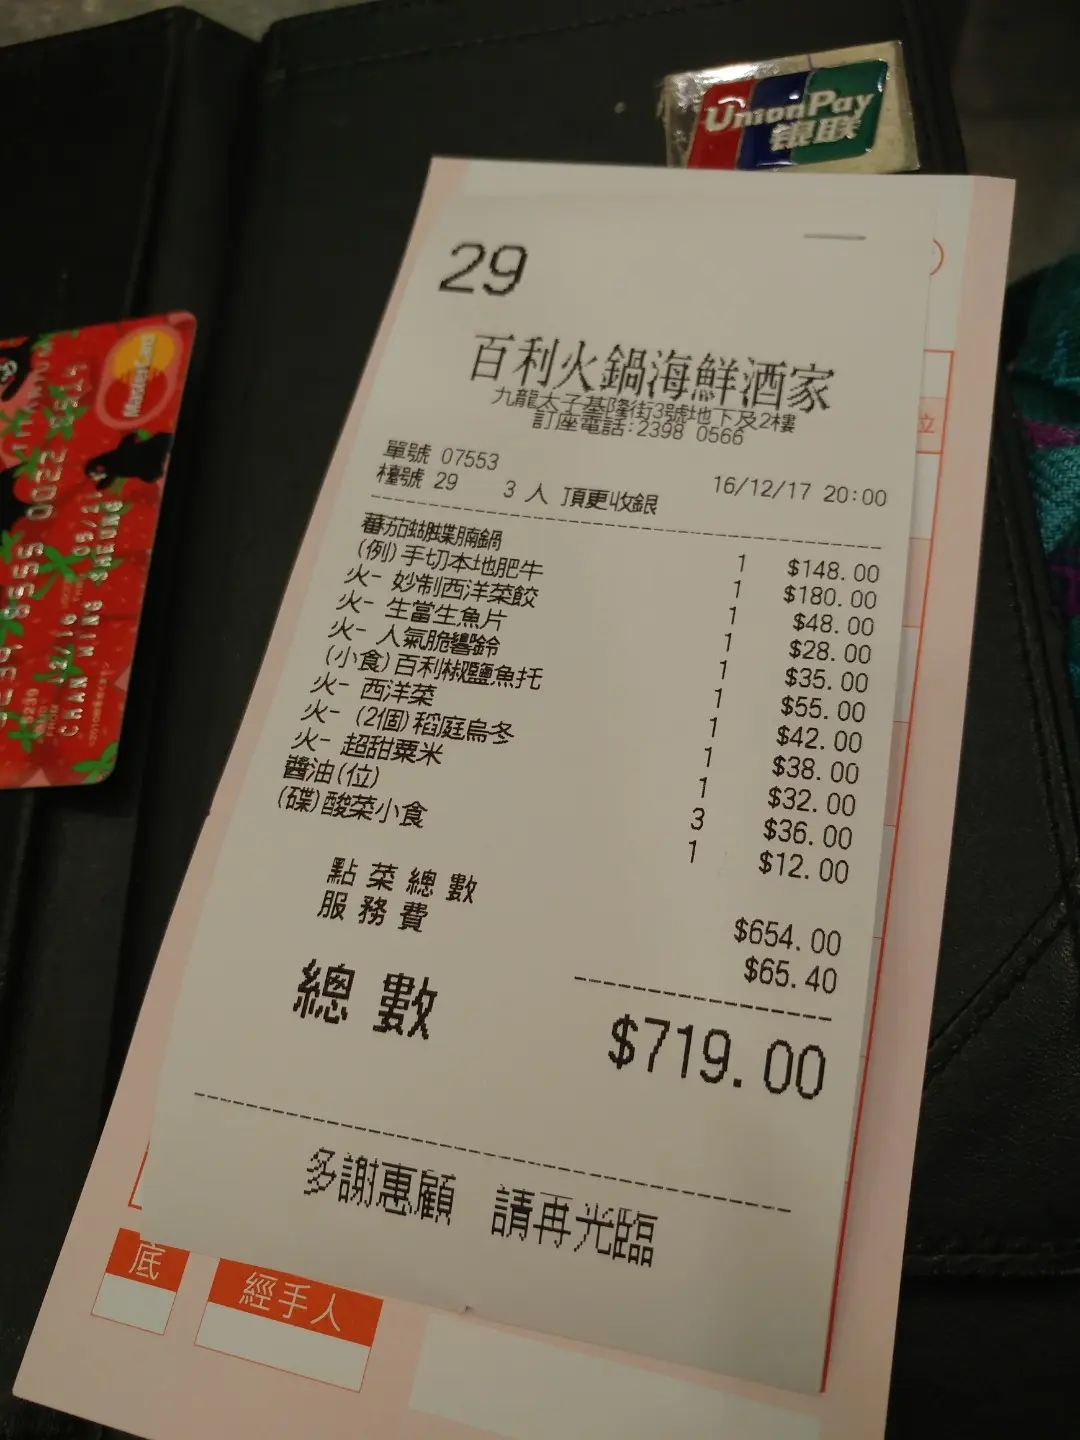 UnionPay
银联
29
百利火鍋海鮮酒家
九龍太子基隆街3號地下及2樓
訂座電話:2398 0566
單號 07553
檯號 29 3 人 頂更收銀 16/12/17 20:00
蕃茄蝴蝶腩鍋 1 $148.00
(例)手切本地肥牛 1 $180.00
火- 妙制西洋菜餃 1 $48.00
火- 生當生魚片 1 $28.00
火- 人氣脆響鈴 1 $35.00
(小食)百利椒鹽魚托 1 $55.00
火- 西洋菜 1 $42.00
火- (2個)稻庭烏冬 1 $38.00
火- 超甜粟米 1 $32.00
醬油(位) 3 $36.00
(碟)酸菜小食 1 $12.00
點菜總數 $654.00
服務費 $65.40
總數 $719.00
多謝惠顧 請再光臨
位
底
經手人
MasterCard
CHAN MING SHEUNG